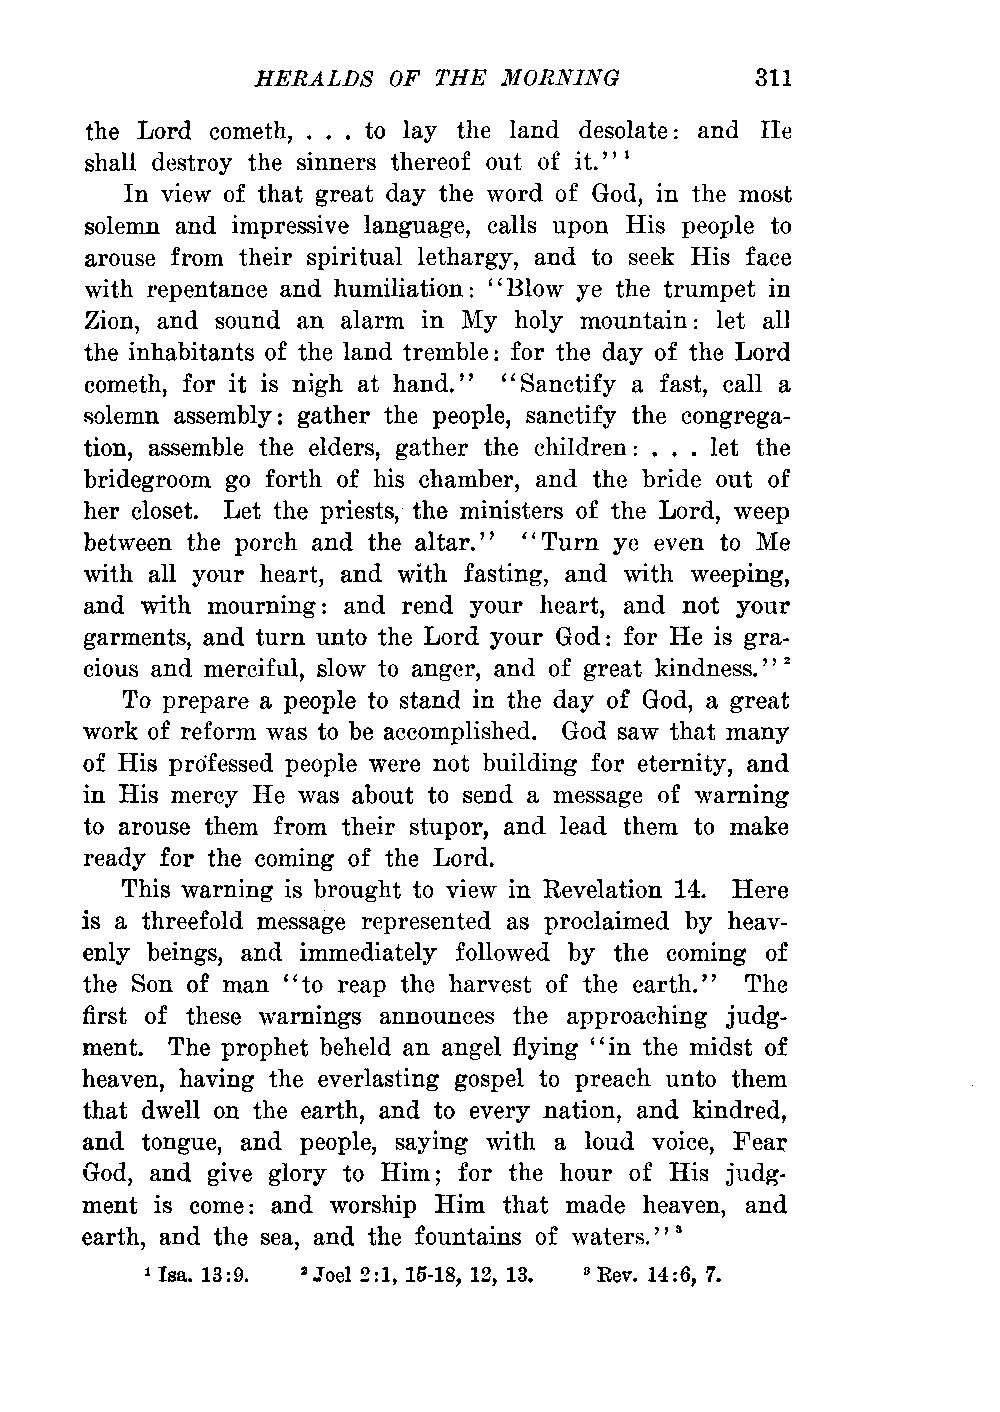 HERALDS OF THE MORNING 311
the Lord cometh, . . . to lay the land desolate: and He
shall destroy the sinners thereof out of it.'' ¹
In view of that great day the word of God, in the most
solemn and impressive language, calls upon His people to
arouse from their spiritual lethargy, and to seek His face
with repentance and humiliation: ‘‘Blow ye the trumpet in
Zion, and sound an alarm in My holy mountain: let all
the inhabitants of the land tremble: for the day of the Lord
cometh, for it is nigh at hand.’’ ‘‘Sanctify a fast, call a
solemn assembly: gather the people, sanctify the congrega-
tion, assemble the elders, gather the children: . . . let the
bridegroom go forth of his chamber, and the bride out of
her closet. Let the priests, the ministers of the Lord, weep
between the porch and the altar.’’ ‘‘Turn ye even to Me
with all your heart, and with fasting, and with weeping,
and with mourning: and rend your heart, and not your
garments, and turn unto the Lord your God: for He is gra-
cious and merciful, slow to anger, and of great kindness.’’ ²
To prepare a people to stand in the day of God, a great
work of reform was to be accomplished. God saw that many
of His professed people were not building for eternity, and
in His mercy He was about to send a message of warning
to arouse them from their stupor, and lead them to make
ready for the coming of the Lord.
This warning is brought to view in Revelation 14. Here
is a threefold message represented as proclaimed by heav-
enly beings, and immediately followed by the coming of
the Son of man ‘‘to reap the harvest of the earth.’’ The
first of these warnings announces the approaching judg-
ment. The prophet beheld an angel flying ‘‘in the midst of
heaven, having the everlasting gospel to preach unto them
that dwell on the earth, and to every nation, and kindred,
and tongue, and people, saying with a loud voice, Fear
God, and give glory to Him; for the hour of His judg-
ment is come: and worship Him that made heaven, and
earth, and the sea, and the fountains of waters.’’ ³
¹ Isa. 13:9. ² Joel 2:1, 15-18, 12, 13. ³ Rev. 14:6, 7.